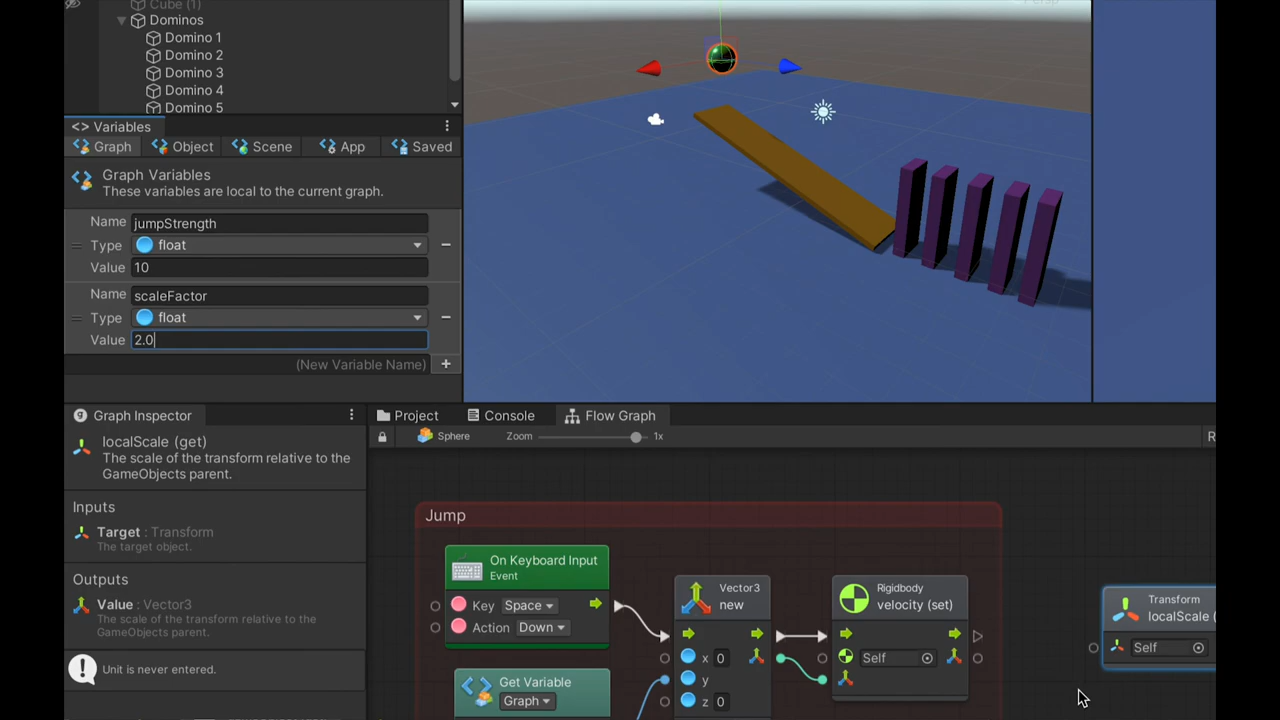 Cube (1)
Dominos
Domino 1
Domino 2
Domino 3
Domino 4
Domino 5
<> Variables
Graph Object Scene App Saved
Graph Variables
These variables are local to the current graph.
Name jumpStrength
Type float
Value 10
Name scaleFactor
Type float
Value 2.0
(New Variable Name) +
Graph Inspector
localScale (get)
The scale of the transform relative to the
GameObjects parent.
Inputs
Target : Transform
The target object.
Outputs
Value : Vector3
The scale of the transform relative to the
GameObjects parent.
Unit is never entered.
Project Console Flow Graph
Sphere Zoom 1x R
Jump
On Keyboard Input
Event
Key Space
Action Down
Get Variable
Graph
Vector3
new
x 0
y
z 0
Rigidbody
velocity (set)
Self
Transform
localScale (
Self